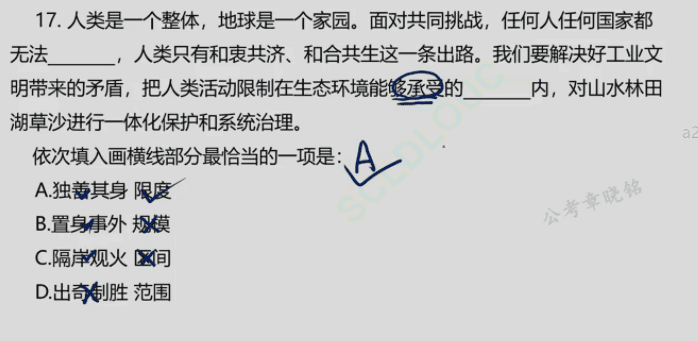 17. 人类是一个整体，地球是一个家园。面对共同挑战，任何人任何国家都
无法_______，人类只有和衷共济、和合共生这一条出路。我们要解决好工业文
明带来的矛盾，把人类活动限制在生态环境能够承受的_______内，对山水林田
湖草沙进行一体化保护和系统治理。
依次填入画横线部分最恰当的一项是：A
A.独善其身 限度
B.置身事外 规模
C.隔岸观火 区间
D.出奇制胜 范围
公考章晓铭
a2